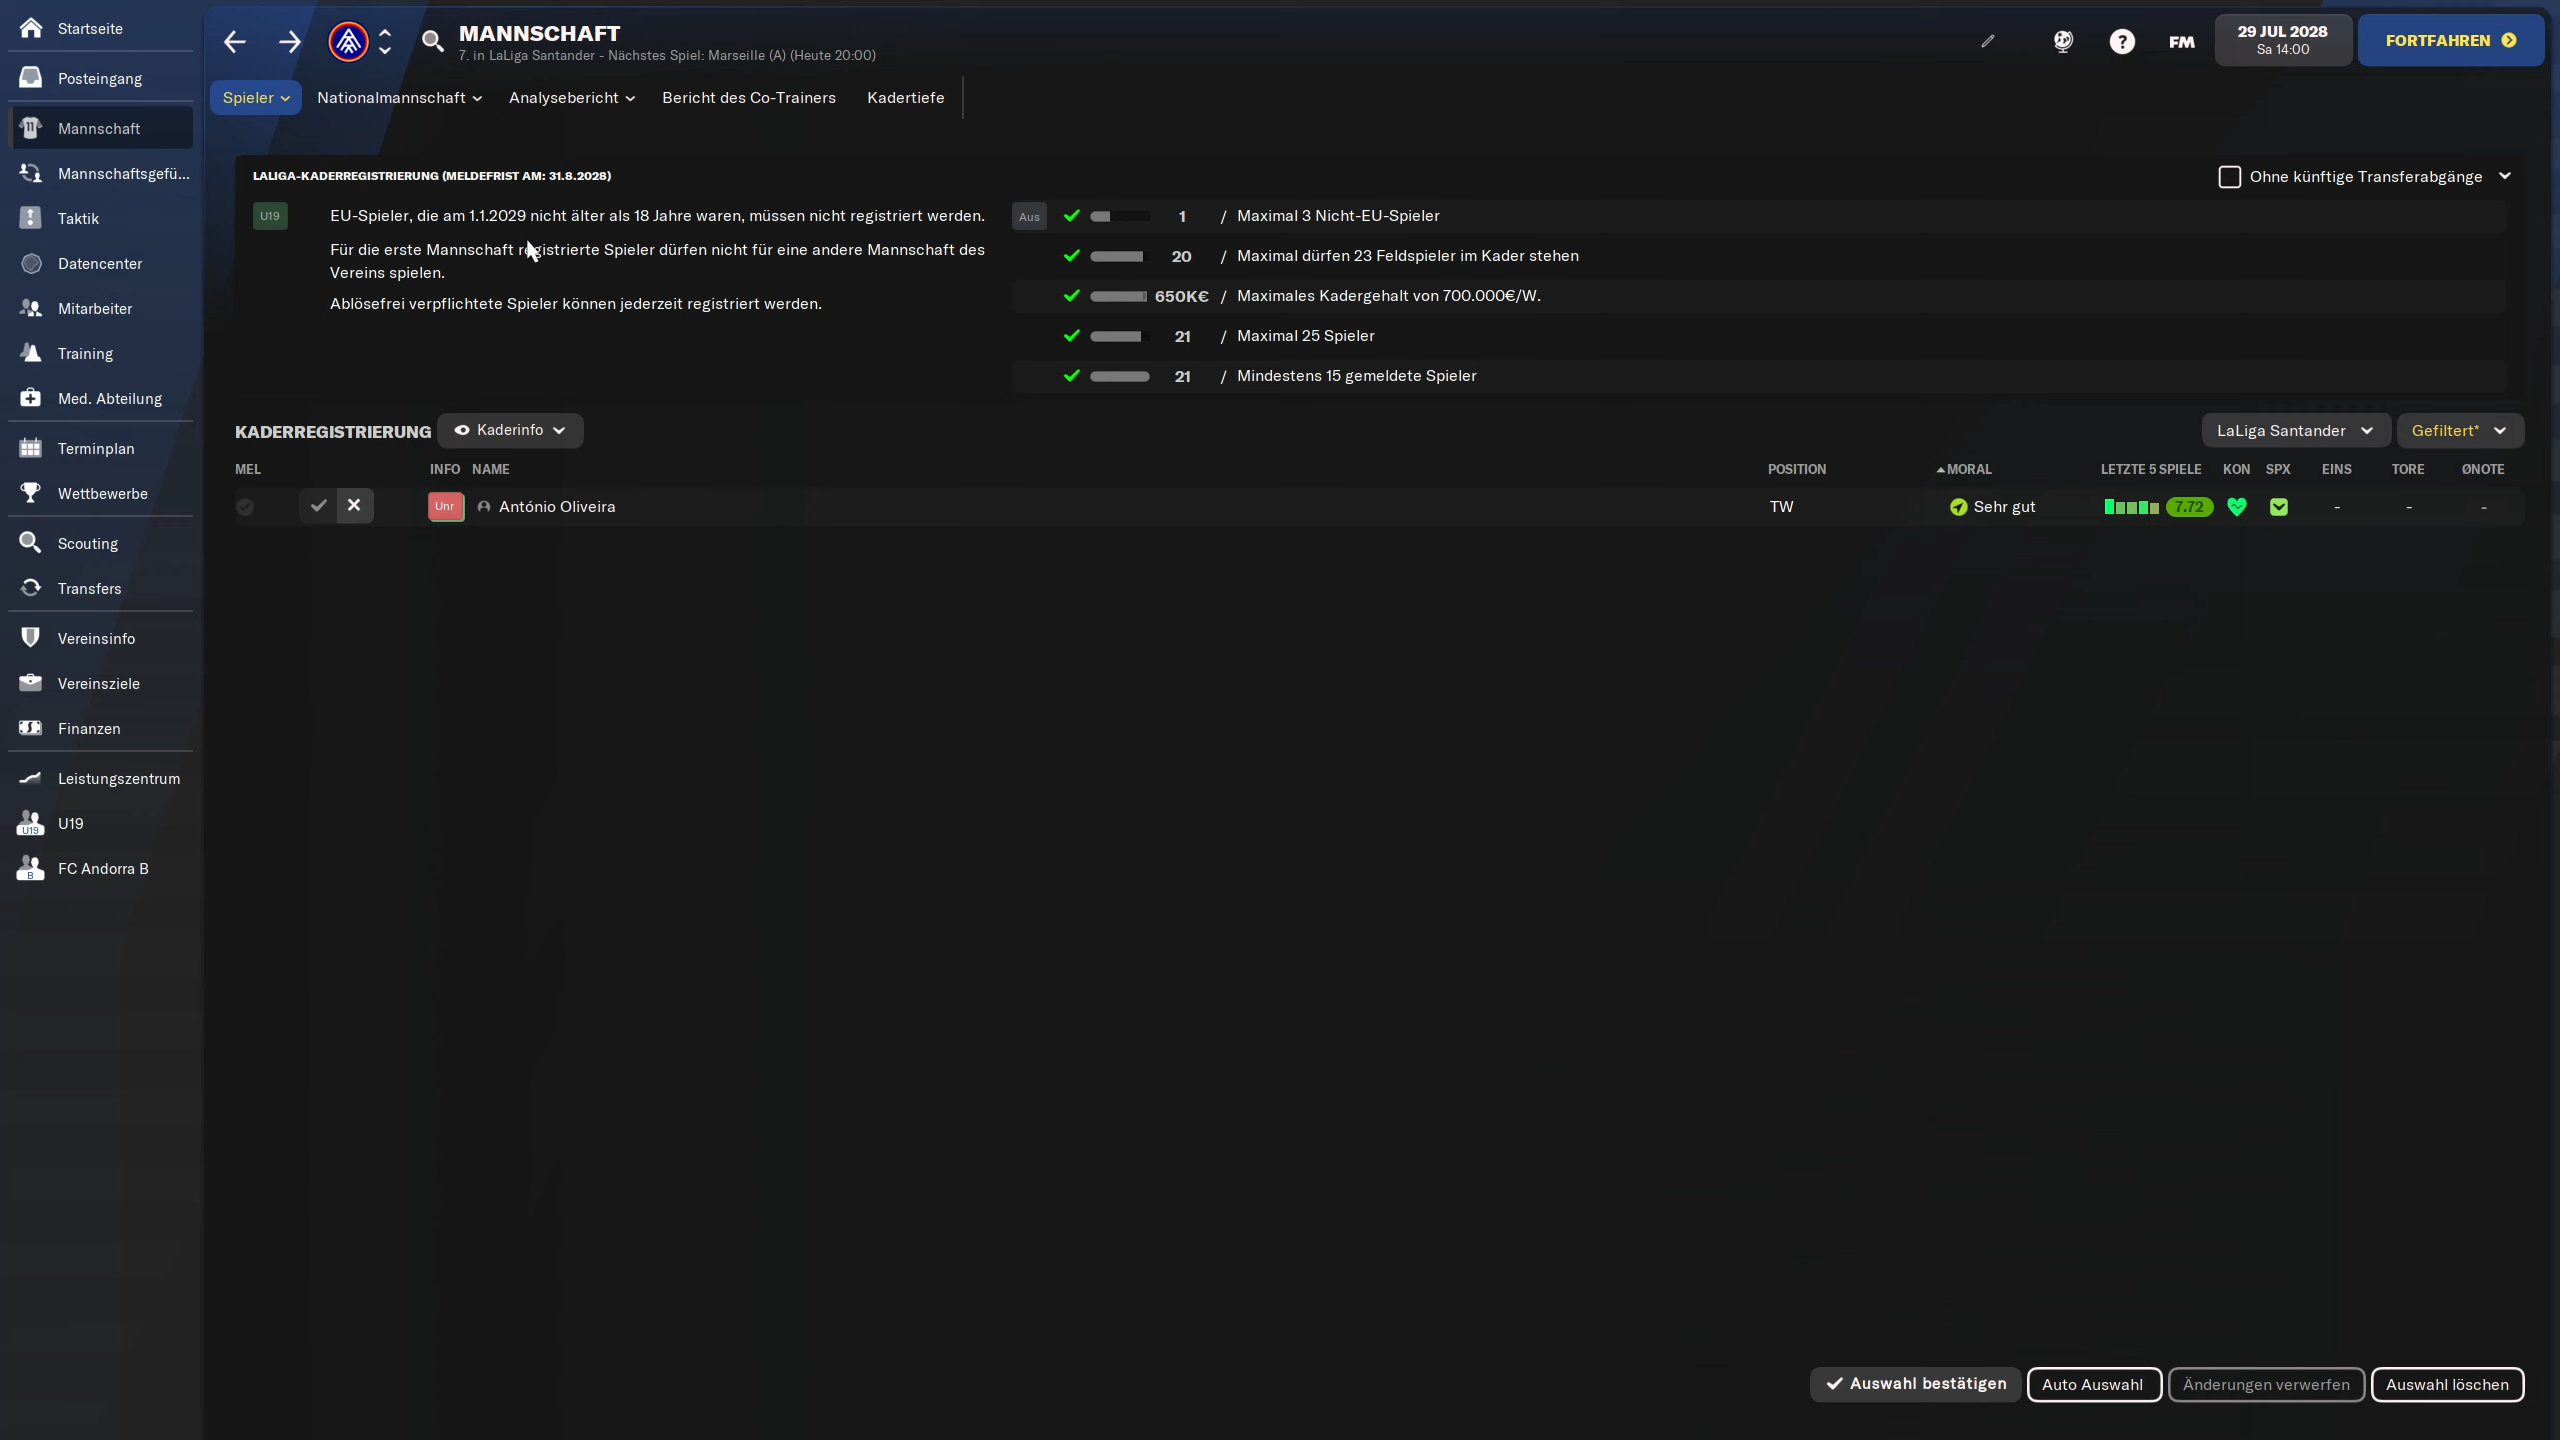 Startseite
Posteingang
Mannschaft
Mannschaftsgefü...
Taktik
Datencenter
Mitarbeiter
Training
Med. Abteilung
Terminplan
Wettbewerbe
Scouting
Transfers
Vereinsinfo
Vereinsziele
Finanzen
Leistungszentrum
U19 U19
B FC Andorra B
MANNSCHAFT
7. in LaLiga Santander - Nächstes Spiel: Marseille (A) (Heute 20:00)
? FM 29 JUL 2028
Sa 14:00
FORTFAHREN
Spieler Nationalmannschaft Analysebericht Bericht des Co-Trainers Kadertiefe
LALIGA-KADERREGISTRIERUNG (MELDEFRIST AM: 31.8.2028)
Ohne künftige Transferabgänge
U19 EU-Spieler, die am 1.1.2029 nicht älter als 18 Jahre waren, müssen nicht registriert werden.
Für die erste Mannschaft registrierte Spieler dürfen nicht für eine andere Mannschaft des
Vereins spielen.
Ablösefrei verpflichtete Spieler können jederzeit registriert werden.
Aus 1 / Maximal 3 Nicht-EU-Spieler
20 / Maximal dürfen 23 Feldspieler im Kader stehen
650K€ / Maximales Kadergehalt von 700.000€/W.
21 / Maximal 25 Spieler
21 / Mindestens 15 gemeldete Spieler
KADERREGISTRIERUNG Kaderinfo LaLiga Santander Gefiltert*
MEL INFO NAME POSITION MORAL LETZTE 5 SPIELE KON SPX EINS TORE ØNOTE
Unr António Oliveira TW Sehr gut 7.72 - - -
Auswahl bestätigen Auto Auswahl Änderungen verwerfen Auswahl löschen